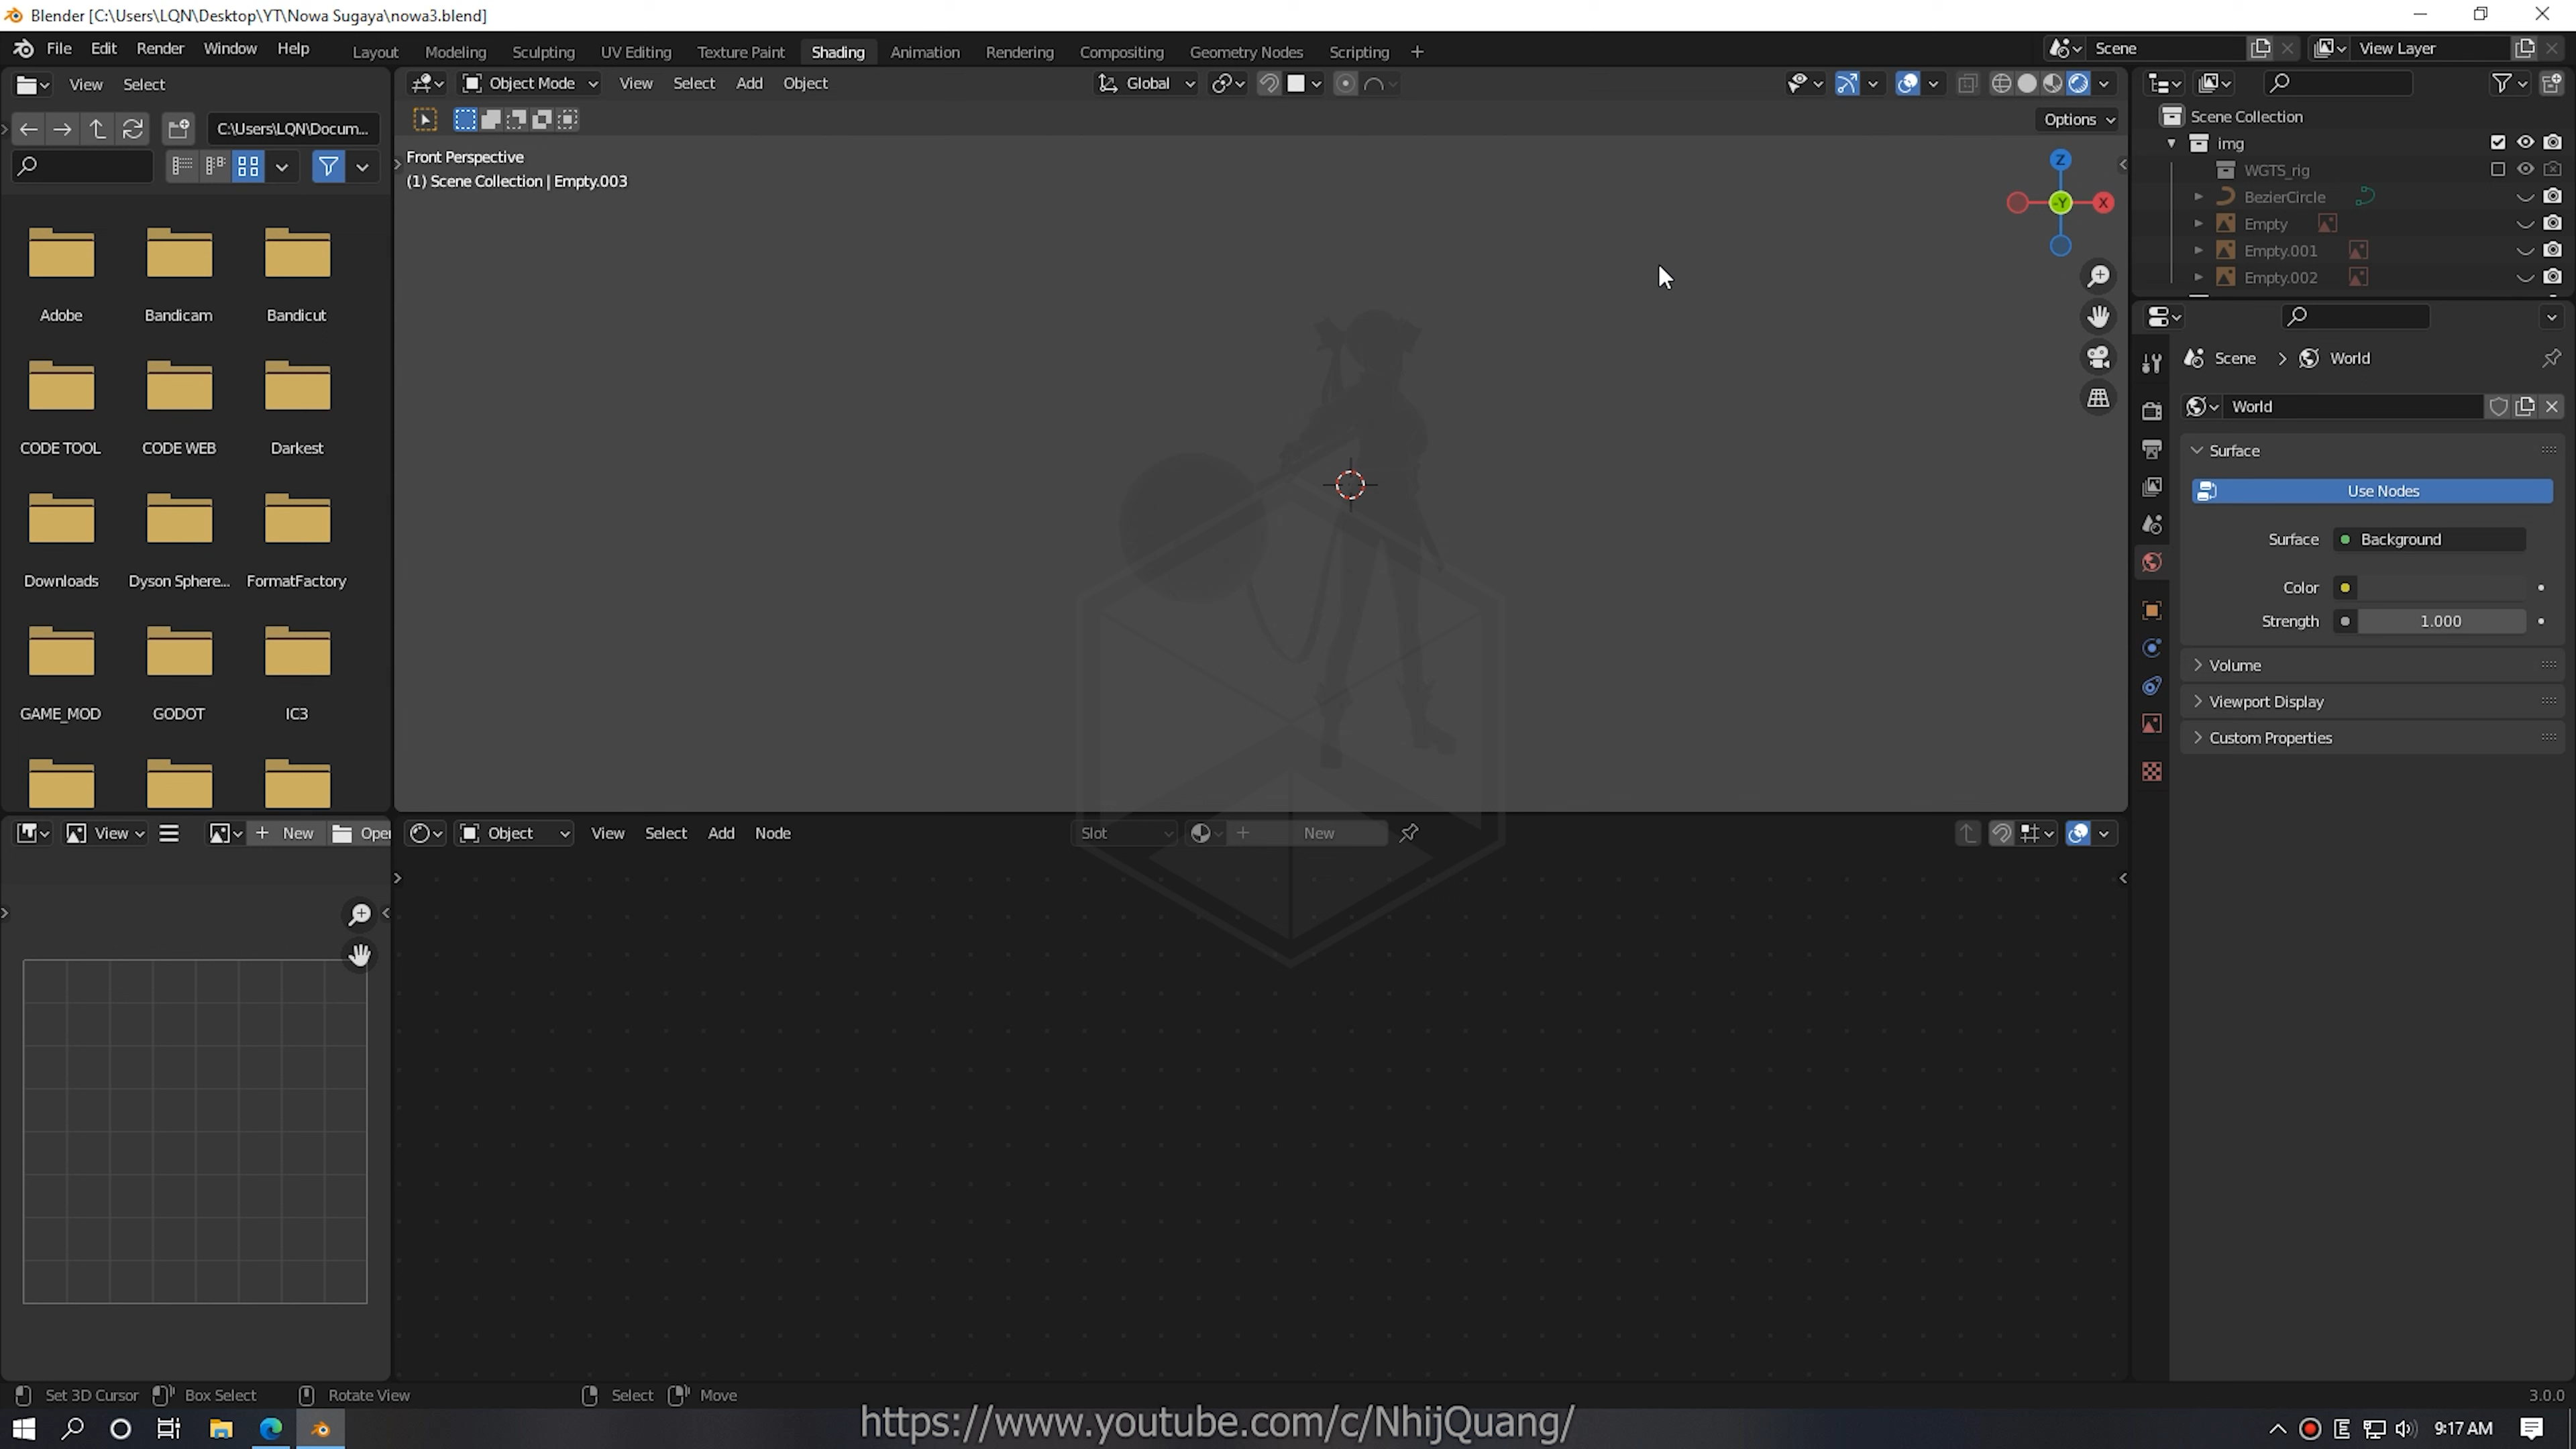 Blender [C:\Users\LQN\Desktop\YT\Nowa Sugaya\nowa3.blend]
File Edit Render Window Help
Layout Modeling Sculpting UV Editing Texture Paint Shading Animation Rendering Compositing Geometry Nodes Scripting +
Scene
View Layer
View Select
Object Mode View Select Add Object
Global
C:\Users\LQN\Docum...
Options
Front Perspective
(1) Scene Collection | Empty.003
Z
-Y
X
Adobe Bandicam Bandicut
CODE TOOL CODE WEB Darkest
Downloads Dyson Sphere... FormatFactory
GAME_MOD GODOT IC3
Scene Collection
img
WGTS_rig
BezierCircle
Empty
Empty.001
Empty.002
Scene > World
World
Surface
Use Nodes
Surface Background
Color
Strength 1.000
Volume
Viewport Display
Custom Properties
View + New Open
Object View Select Add Node
Slot + New
Set 3D Cursor Box Select Rotate View Select Move
3.0.0
https://www.youtube.com/c/NhijQuang/
E
9:17 AM